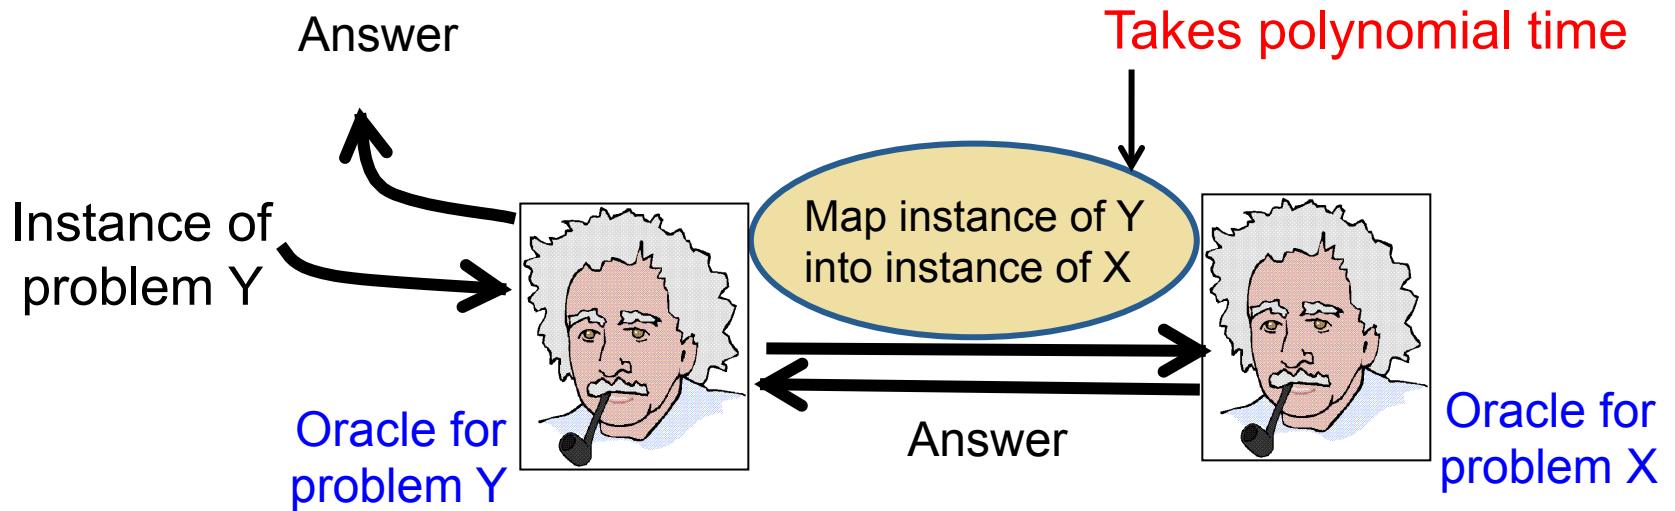 Answer
Takes polynomial time
Instance of
problem Y
Map instance of Y
into instance of X
Oracle for
problem Y
Answer
Oracle for
problem X